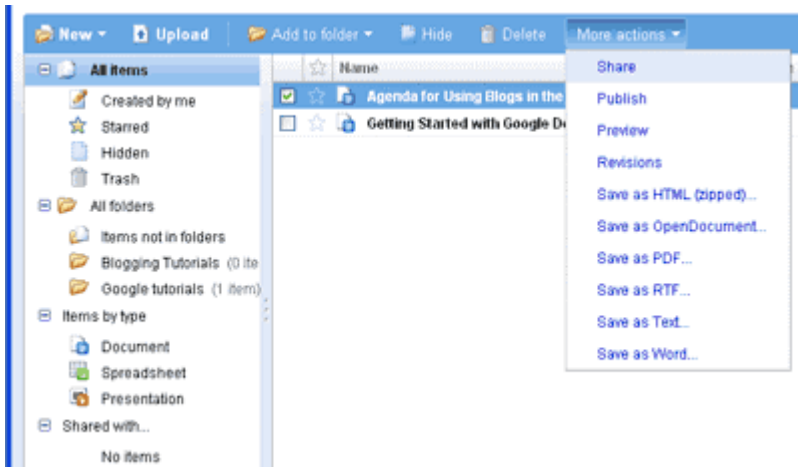 New Upload Add to folder Hide Delete More actions
All items
Created by me
Starred
Hidden
Trash
All folders
Items not in folders
Blogging Tutorials (0 ite
Google tutorials (1 item)
Items by type
Document
Spreadsheet
Presentation
Shared with...
No items
Name
Agenda for Using Blogs in the
Getting Started with Google Do
Share
Publish
Preview
Revisions
Save as HTML (zipped)...
Save as OpenDocument...
Save as PDF...
Save as RTF...
Save as Text...
Save as Word...